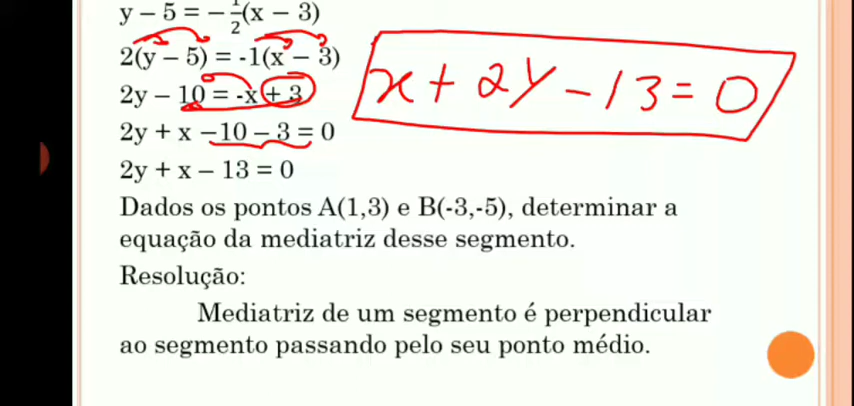 y – 5 = –½(x – 3)
2(y – 5) = -1(x – 3)
2y – 10 = -x + 3
x + 2y – 13 = 0
2y + x –10 – 3 = 0
2y + x – 13 = 0
Dados os pontos A(1,3) e B(-3,-5), determinar a
equação da mediatriz desse segmento.
Resolução:
Mediatriz de um segmento é perpendicular
ao segmento passando pelo seu ponto médio.